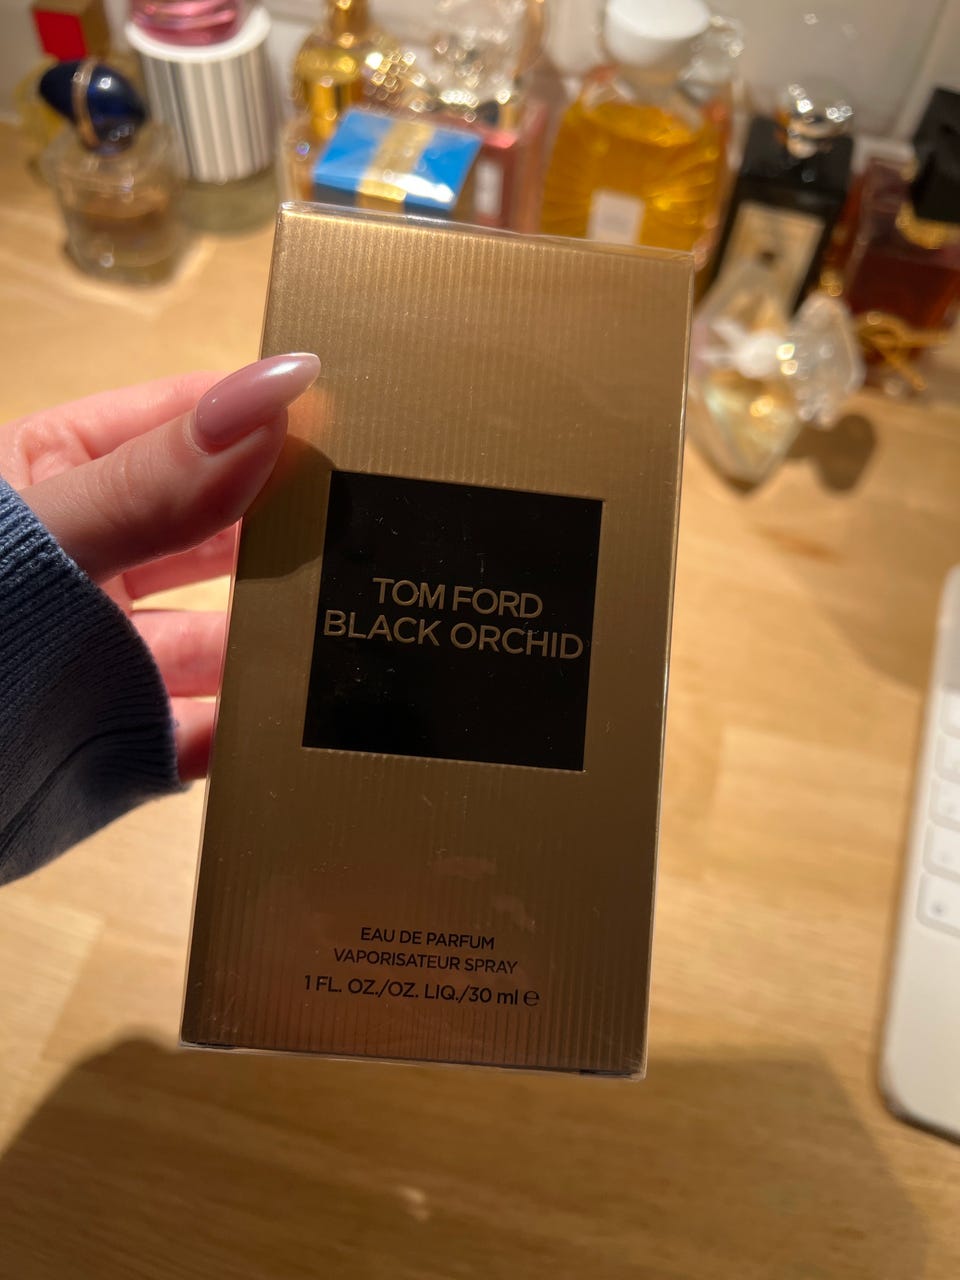 TOM FORD
BLACK ORCHID
EAU DE PARFUM
VAPORISATEUR SPRAY
1 FL. OZ./OZ. LIQ./30 ml ℮